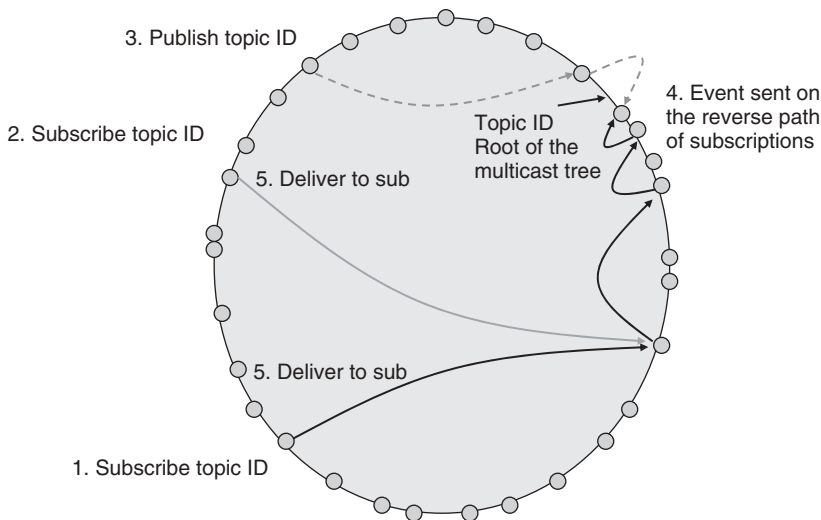 3. Publish topic ID
2. Subscribe topic ID
5. Deliver to sub
Topic ID
Root of the
multicast tree
4. Event sent on
the reverse path
of subscriptions
5. Deliver to sub
1. Subscribe topic ID